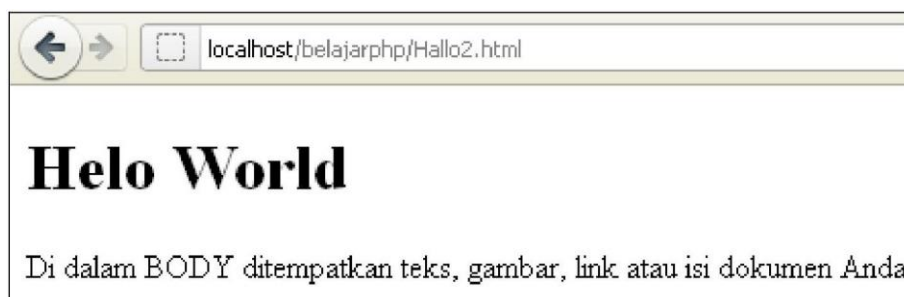 localhost/belajarphp/Hallo2.html
Helo World
Di dalam BODY ditempatkan teks, gambar, link atau isi dokumen Anda